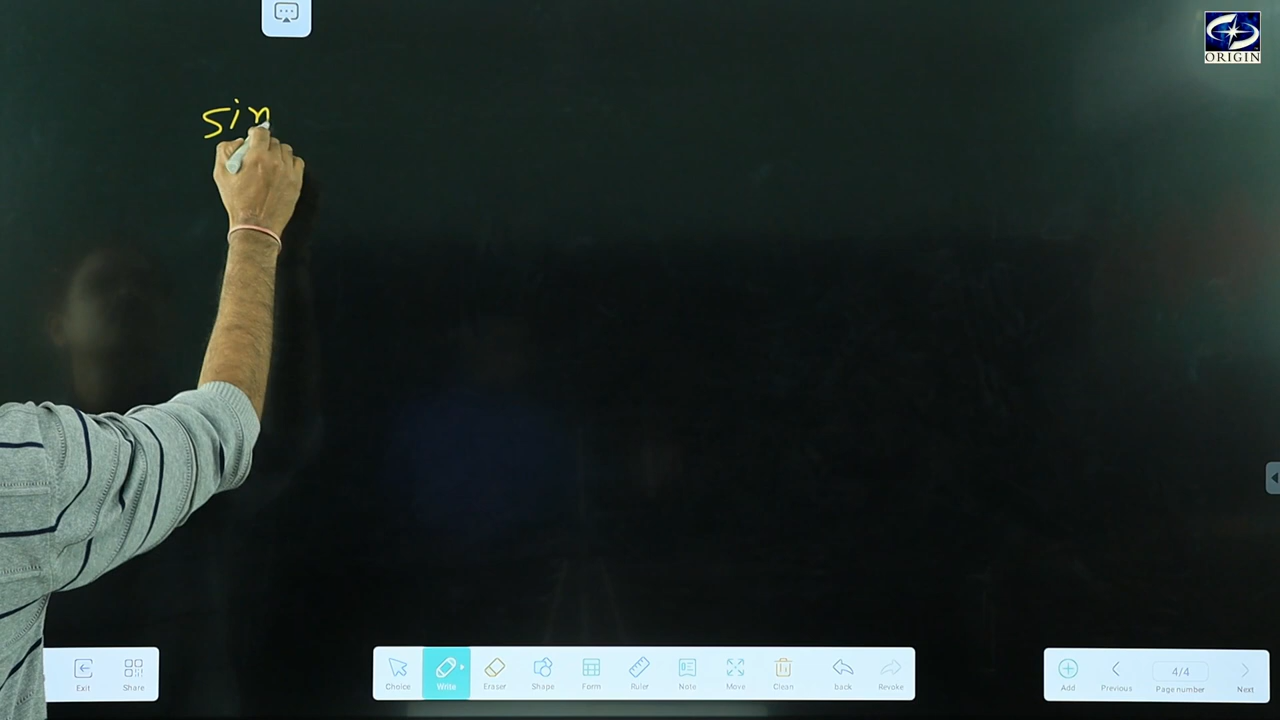 ORIGIN
sin
Exit
Share
Choice
Write
Eraser
Shape
Form
Ruler
Note
Move
Clean
back
Revoke
Add
Previous
4/4
Page number
Next